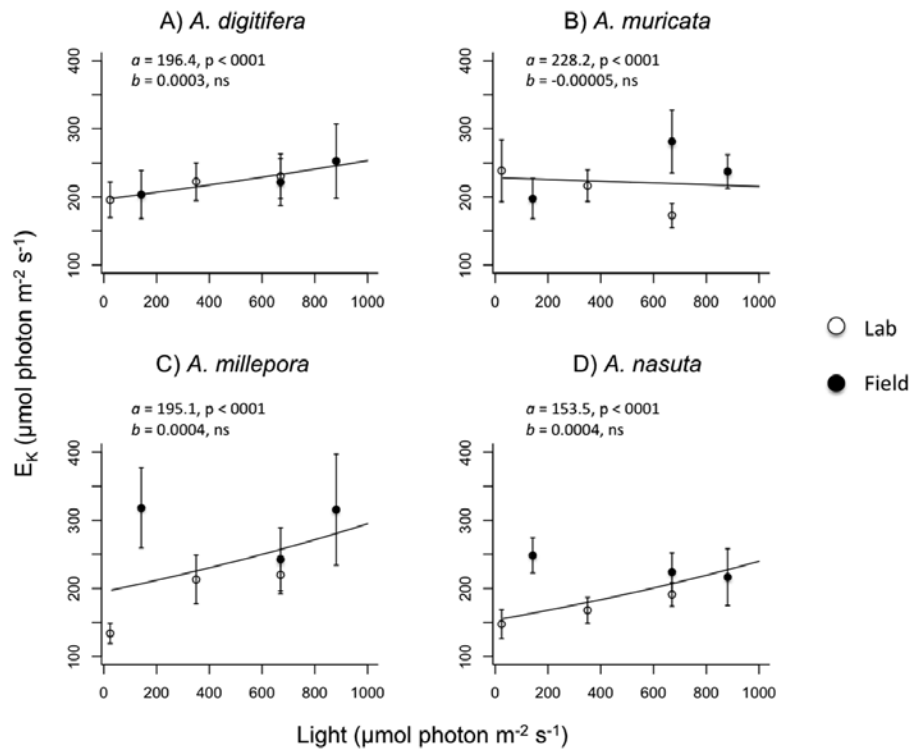 A) A. digitifera
B) A. muricata
a = 196.4, p < 0001
b = 0.0003, ns
a = 228.2, p < 0001
b = -0.00005, ns
400
300
200
100
0 200 400 600 800 1000
400
300
200
100
0 200 400 600 800 1000
Lab
Field
C) A. millepora
D) A. nasuta
a = 195.1, p < 0001
b = 0.0004, ns
a = 153.5, p < 0001
b = 0.0004, ns
400
300
200
100
0 200 400 600 800 1000
400
300
200
100
0 200 400 600 800 1000
EK (μmol photon m-2 s-1)
Light (μmol photon m-2 s-1)